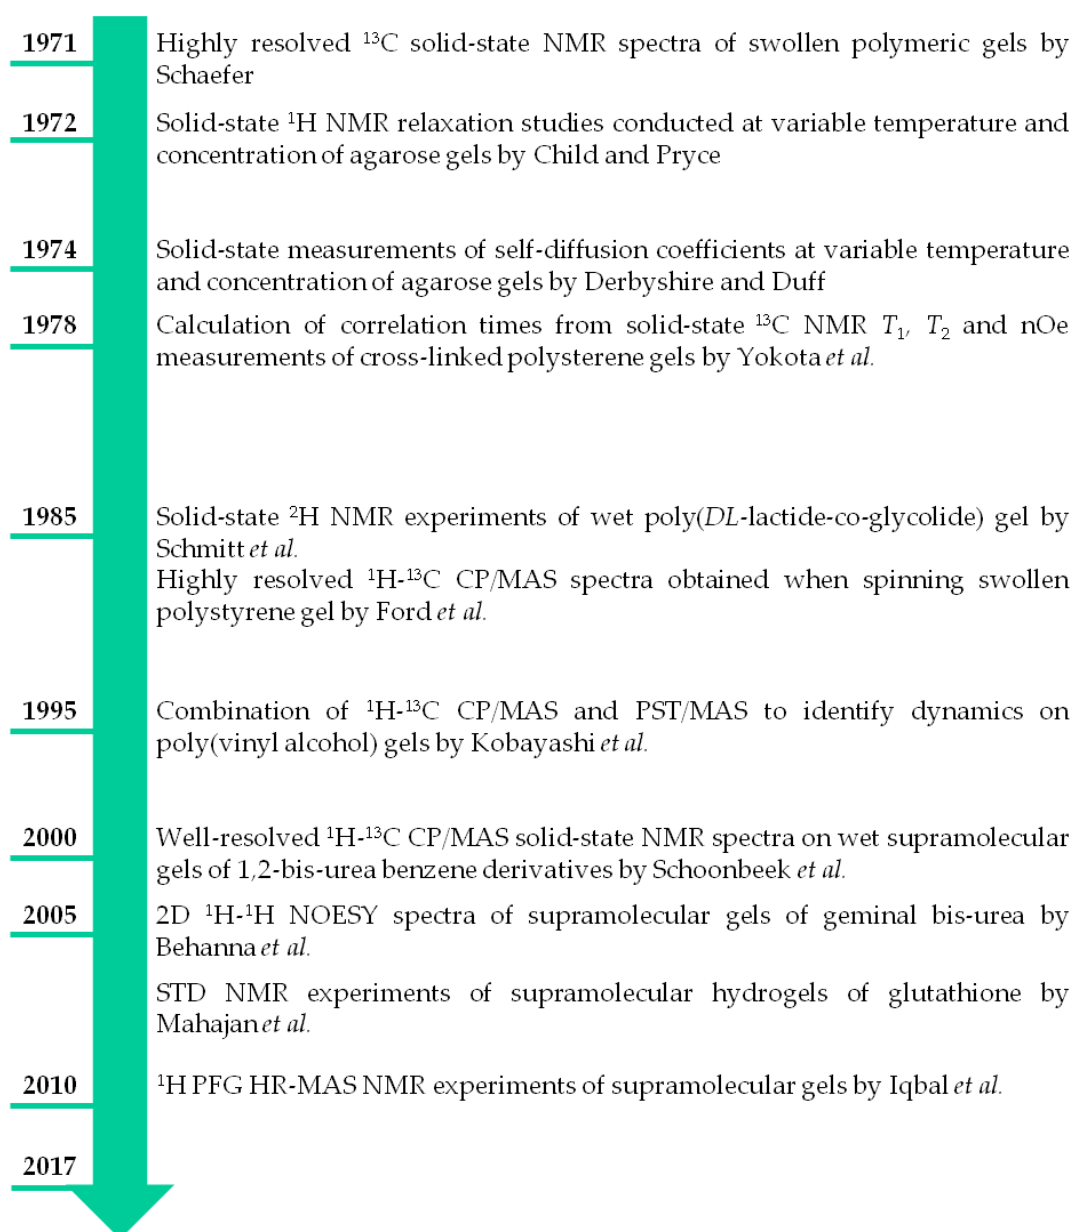 1971
Highly resolved ¹³C solid-state NMR spectra of swollen polymeric gels by
Schaefer
1972
Solid-state ¹H NMR relaxation studies conducted at variable temperature and
concentration of agarose gels by Child and Pryce
1974
Solid-state measurements of self-diffusion coefficients at variable temperature
and concentration of agarose gels by Derbyshire and Duff
1978
Calculation of correlation times from solid-state ¹³C NMR T₁, T₂ and nOe
measurements of cross-linked polysterene gels by Yokota et al.
1985
Solid-state ²H NMR experiments of wet poly(DL-lactide-co-glycolide) gel by
Schmitt et al.
Highly resolved ¹H-¹³C CP/MAS spectra obtained when spinning swollen
polystyrene gel by Ford et al.
1995
Combination of ¹H-¹³C CP/MAS and PST/MAS to identify dynamics on
poly(vinyl alcohol) gels by Kobayashi et al.
2000
Well-resolved ¹H-¹³C CP/MAS solid-state NMR spectra on wet supramolecular
gels of 1,2-bis-urea benzene derivatives by Schoonbeek et al.
2005
2D ¹H-¹H NOESY spectra of supramolecular gels of geminal bis-urea by
Behanna et al.
STD NMR experiments of supramolecular hydrogels of glutathione by
Mahajan et al.
2010
¹H PFG HR-MAS NMR experiments of supramolecular gels by Iqbal et al.
2017